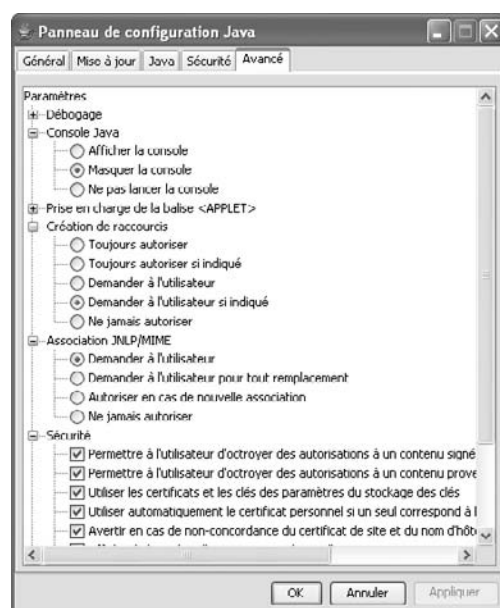 Panneau de configuration Java
Général Mise à jour Java Sécurité Avancé
Paramètres
Débogage
Console Java
Afficher la console
Masquer la console
Ne pas lancer la console
Prise en charge de la balise <APPLET>
Création de raccourcis
Toujours autoriser
Toujours autoriser si indiqué
Demander à l'utilisateur
Demander à l'utilisateur si indiqué
Ne jamais autoriser
Association JNLP/MIME
Demander à l'utilisateur
Demander à l'utilisateur pour tout remplacement
Autoriser en cas de nouvelle association
Ne jamais autoriser
Sécurité
Permettre à l'utilisateur d'octroyer des autorisations à un contenu signé
Permettre à l'utilisateur d'octroyer des autorisations à un contenu prove
Utiliser les certificats et les clés des paramètres du stockage des clés
Utiliser automatiquement le certificat personnel si un seul correspond à l
Avertir en cas de non-concordance du certificat de site et du nom d'hôt
OK Annuler Appliquer